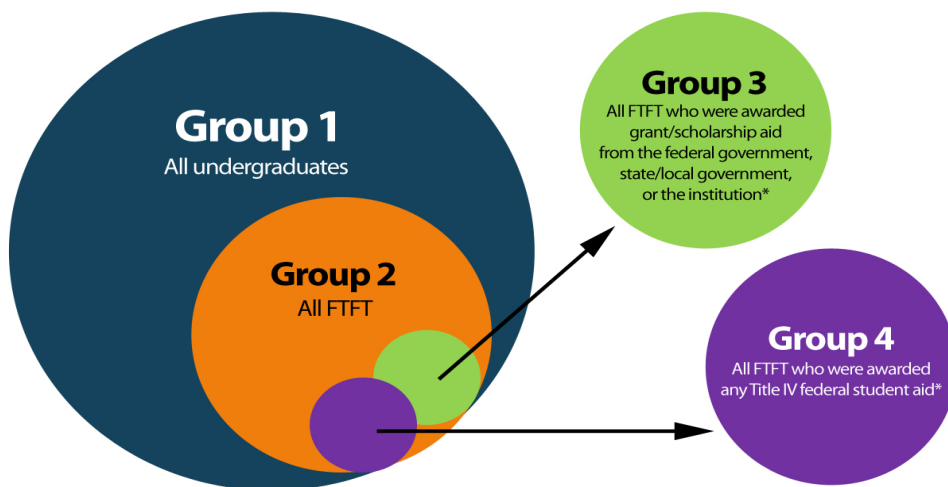 Group 1
All undergraduates
Group 2
All FTFT
Group 3
All FTFT who were awarded
grant/scholarship aid
from the federal government,
state/local government,
or the institution*
Group 4
All FTFT who were awarded
any Title IV federal student aid*